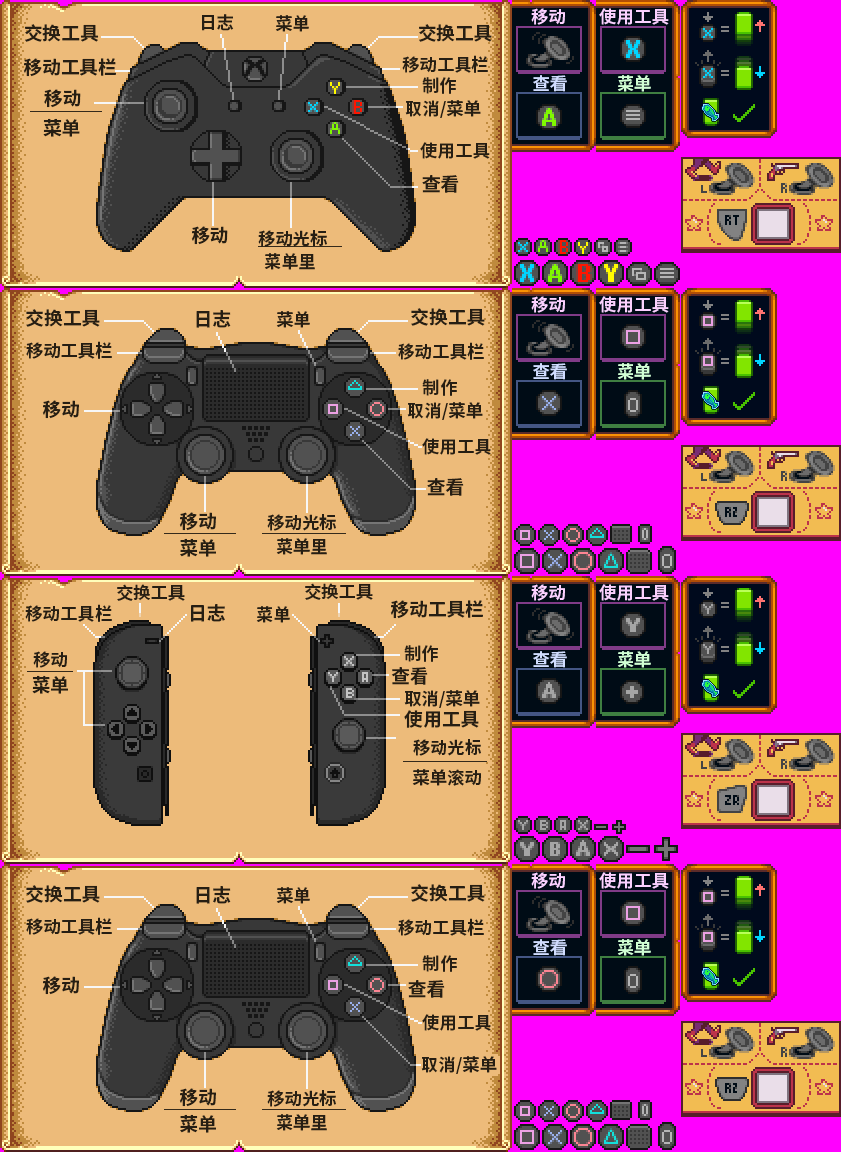 日志
菜单
交换工具
交换工具
移动工具栏
移动工具栏
移动
菜单
Y
制作
X
B
取消/菜单
A
使用工具
查看
移动
移动光标
菜单里
移动
使用工具
X
查看
菜单
A
X
X
L
R
RT
X A B Y
X A B Y
交换工具
日志
菜单
交换工具
移动工具栏
移动工具栏
制作
移动
取消/菜单
使用工具
查看
移动
菜单
移动光标
菜单里
移动
使用工具
查看
菜单
L
R
R2
交换工具
交换工具
移动工具栏
日志
菜单
移动工具栏
移动
菜单
X
制作
Y
A
查看
B
取消/菜单
使用工具
移动光标
菜单滚动
移动
使用工具
Y
查看
菜单
A
Y
Y
L
R
ZR
Y B A X
Y B A X
交换工具
日志
菜单
交换工具
移动工具栏
移动工具栏
制作
移动
查看
使用工具
取消/菜单
移动
菜单
移动光标
菜单里
移动
使用工具
查看
菜单
L
R
R2